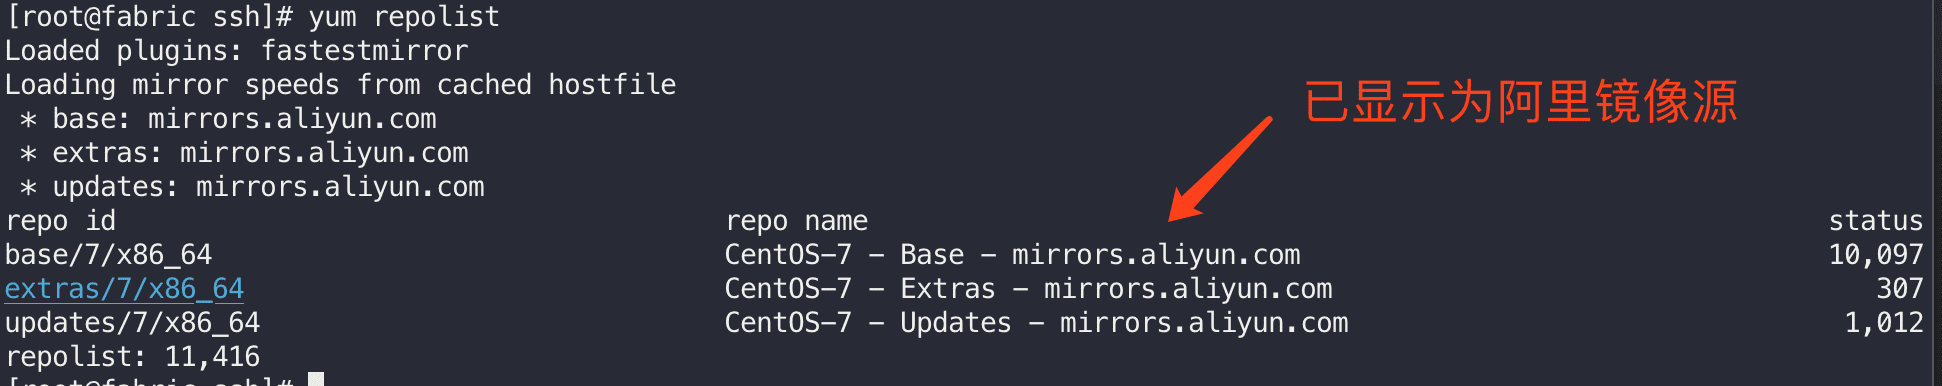 [root@fabric ssh]# yum repolist
Loaded plugins: fastestmirror
Loading mirror speeds from cached hostfile
已显示为阿里镜像源
 * base: mirrors.aliyun.com
 * extras: mirrors.aliyun.com
 * updates: mirrors.aliyun.com
repo id repo name status
base/7/x86_64 CentOS-7 - Base - mirrors.aliyun.com 10,097
extras/7/x86_64 CentOS-7 - Extras - mirrors.aliyun.com 307
updates/7/x86_64 CentOS-7 - Updates - mirrors.aliyun.com 1,012
repolist: 11,416
[root@fabric ssh]#